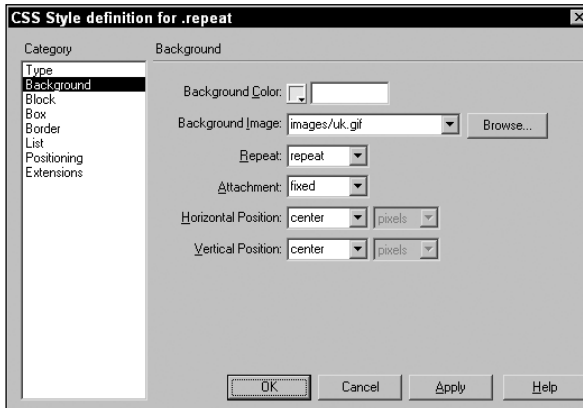 CSS Style definition for .repeat
Category
Background
Type
Background
Block
Box
Border
List
Positioning
Extensions
Background Color:
Background Image: images/uk.gif Browse...
Repeat: repeat
Attachment: fixed
Horizontal Position: center pixels
Vertical Position: center pixels
OK Cancel Apply Help